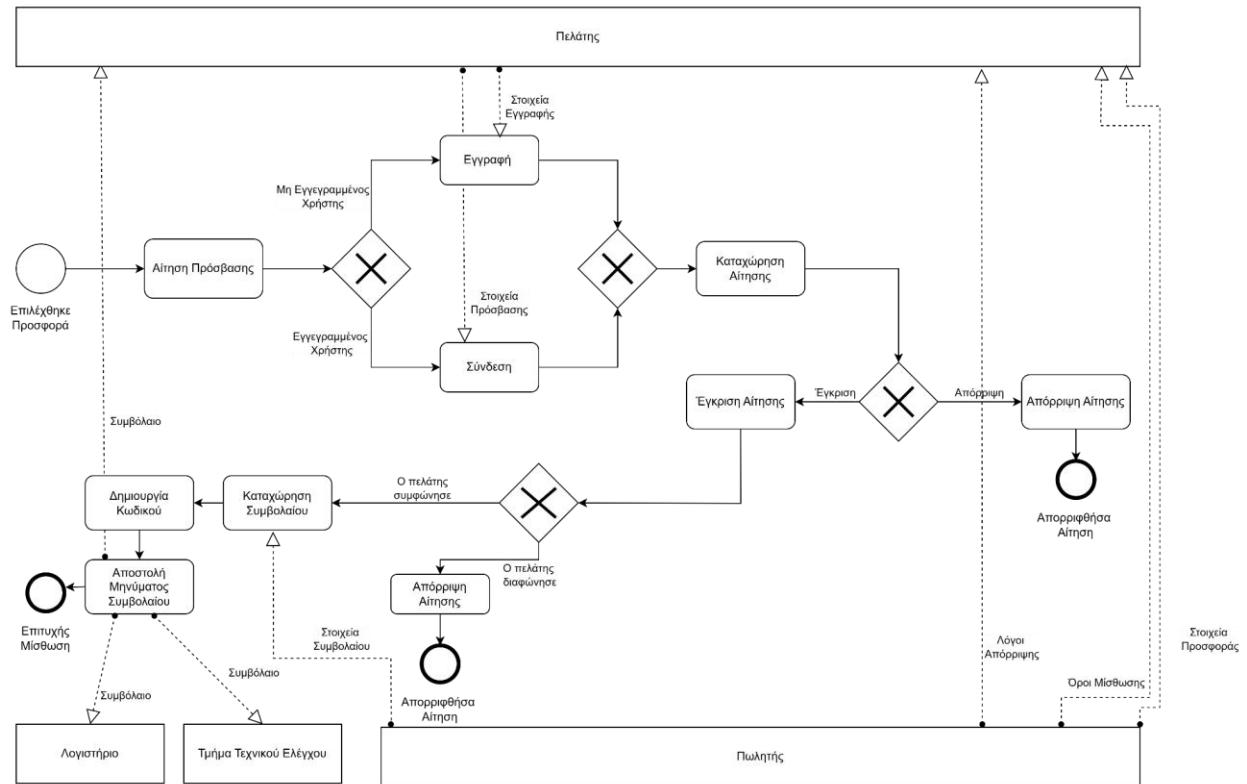 Πελάτης
Στοιχεία
Εγγραφής
Εγγραφή
Μη Εγγεγραμμένος
Χρήστης
Αίτηση Πρόσβασης
Καταχώρηση
Αίτησης
Επιλέχθηκε
Προσφορά
Στοιχεία
Πρόσβασης
Εγγεγραμμένος
Χρήστης
Σύνδεση
Έγκριση Αίτησης
Έγκριση
Απόρριψη
Απόρριψη Αίτησης
Συμβόλαιο
Ο πελάτης
συμφώνησε
Δημιουργία
Κωδικού
Καταχώρηση
Συμβολαίου
Απορριφθήσα
Αίτηση
Αποστολή
Μηνύματος
Συμβολαίου
Ο πελάτης
διαφώνησε
Απόρριψη
Αίτησης
Επιτυχής
Μίσθωση
Στοιχεία
Συμβολαίου
Λόγοι
Απόρριψης
Στοιχεία
Προσφοράς
Συμβόλαιο
Συμβόλαιο
Όροι Μίσθωσης
Απορριφθήσα
Αίτηση
Λογιστήριο
Τμήμα Τεχνικού Ελέγχου
Πωλητής